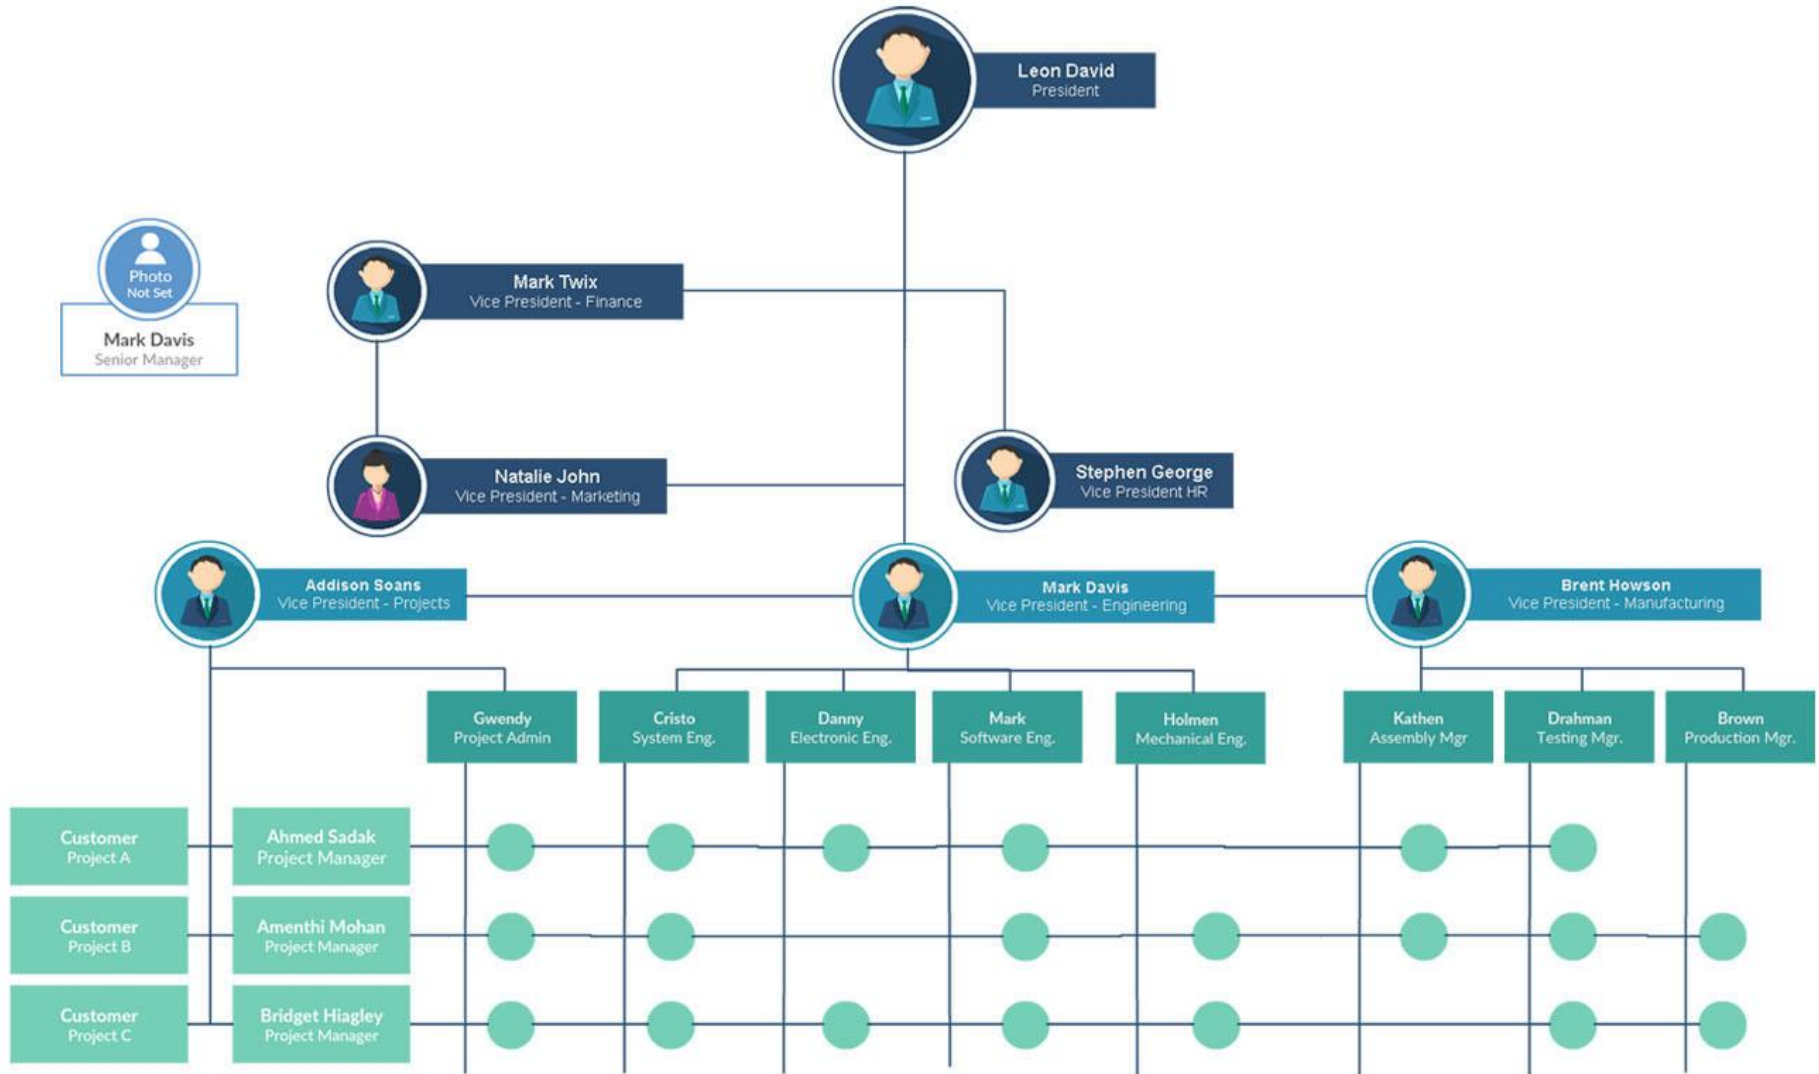 Leon David
President
Photo
Not Set
Mark Davis
Senior Manager
Mark Twix
Vice President - Finance
Natalie John
Vice President - Marketing
Stephen George
Vice President HR
Addison Soans
Vice President - Projects
Mark Davis
Vice President - Engineering
Brent Howson
Vice President - Manufacturing
Gwendy
Project Admin
Cristo
System Eng.
Danny
Electronic Eng.
Mark
Software Eng.
Holmen
Mechanical Eng.
Kathen
Assembly Mgr
Drahman
Testing Mgr.
Brown
Production Mgr.
Customer
Project A
Ahmed Sadak
Project Manager
Customer
Project B
Amenthi Mohan
Project Manager
Customer
Project C
Bridget Hiagley
Project Manager